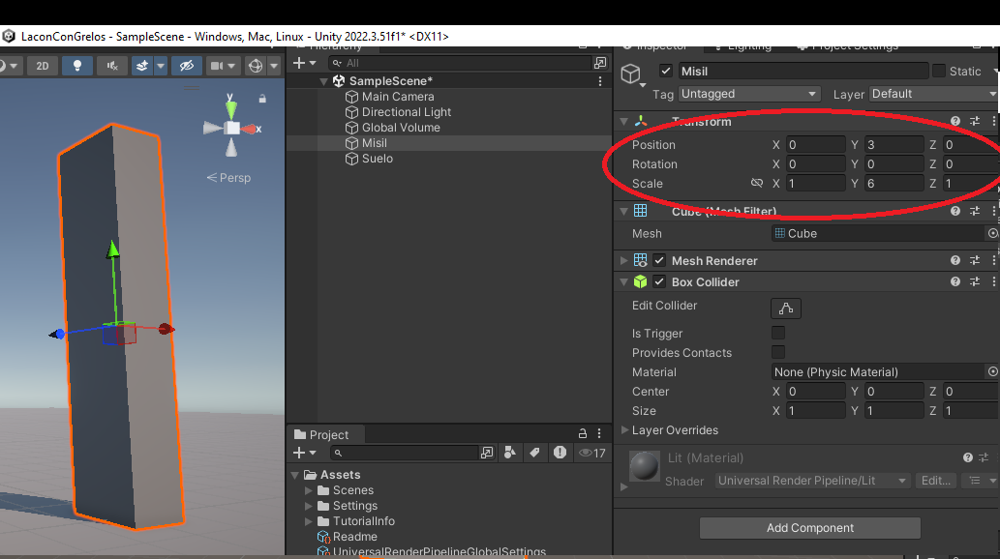 LaconConGrelos - SampleScene - Windows, Mac, Linux - Unity 2022.3.51f1* <DX11>
Hierarchy
Inspector Lighting Project Settings
2D
All
Misil Static
SampleScene*
Tag Untagged Layer Default
Main Camera
Directional Light
Global Volume
Misil
Suelo
y
x
Persp
Transform
Position X 0 Y 3 Z 0
Rotation X 0 Y 0 Z 0
Scale X 1 Y 6 Z 1
Cube (Mesh Filter)
Mesh Cube
Mesh Renderer
Box Collider
Edit Collider
Is Trigger
Provides Contacts
Material None (Physic Material)
Center X 0 Y 0 Z 0
Size X 1 Y 1 Z 1
Layer Overrides
Lit (Material)
Shader Universal Render Pipeline/Lit Edit...
Add Component
Project
17
Assets
Scenes
Settings
TutorialInfo
Readme
UniversalRenderPipelineGlobalSettings